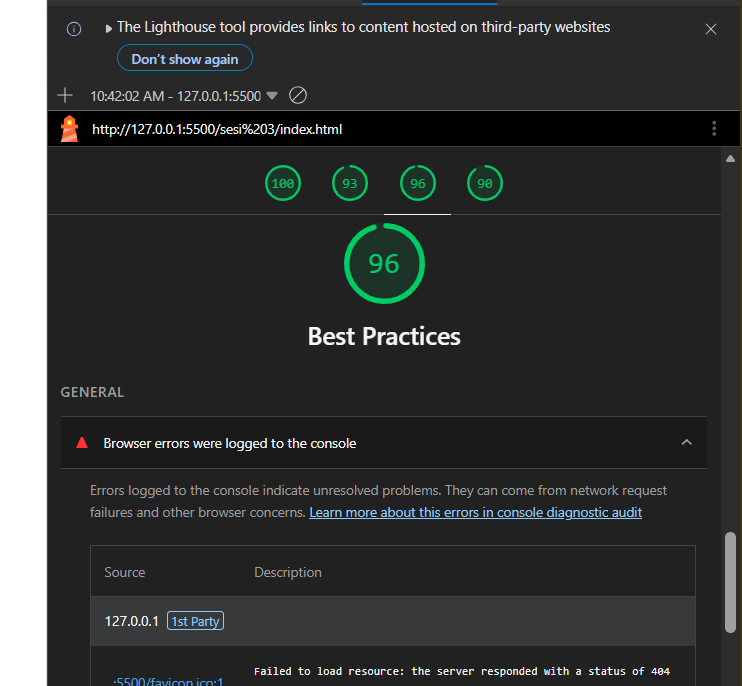 The Lighthouse tool provides links to content hosted on third-party websites
Don't show again
10:42:02 AM - 127.0.0.1:5500
http://127.0.0.1:5500/sesi%203/index.html
100 93 96 90
96
Best Practices
GENERAL
Browser errors were logged to the console
Errors logged to the console indicate unresolved problems. They can come from network request
failures and other browser concerns. Learn more about this errors in console diagnostic audit
Source Description
127.0.0.1 1st Party
Failed to load resource: the server responded with a status of 404
:5500/favicon.ico:1